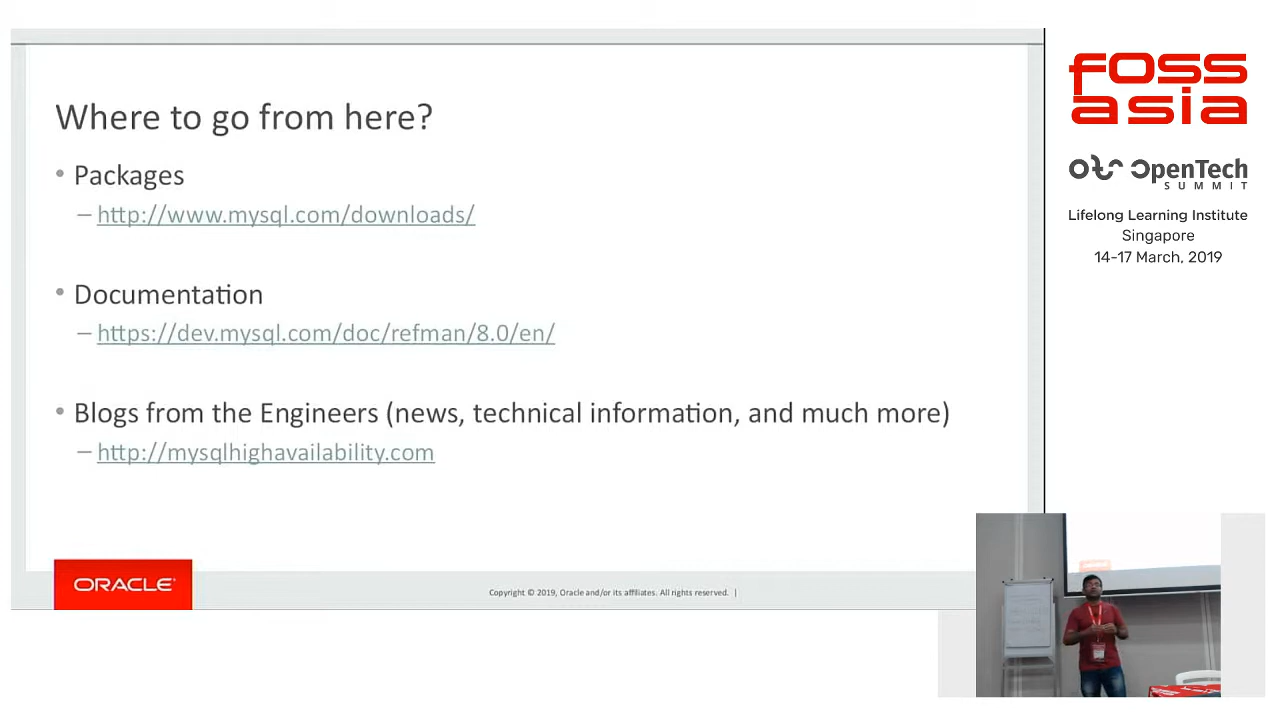 Where to go from here?
• Packages
– http://www.mysql.com/downloads/
• Documentation
– https://dev.mysql.com/doc/refman/8.0/en/
• Blogs from the Engineers (news, technical information, and much more)
– http://mysqlhighavailability.com
ORACLE
Copyright © 2019, Oracle and/or its affiliates. All rights reserved. |
FOSS
asia
OpenTech
SUMMIT
Lifelong Learning Institute
Singapore
14-17 March, 2019